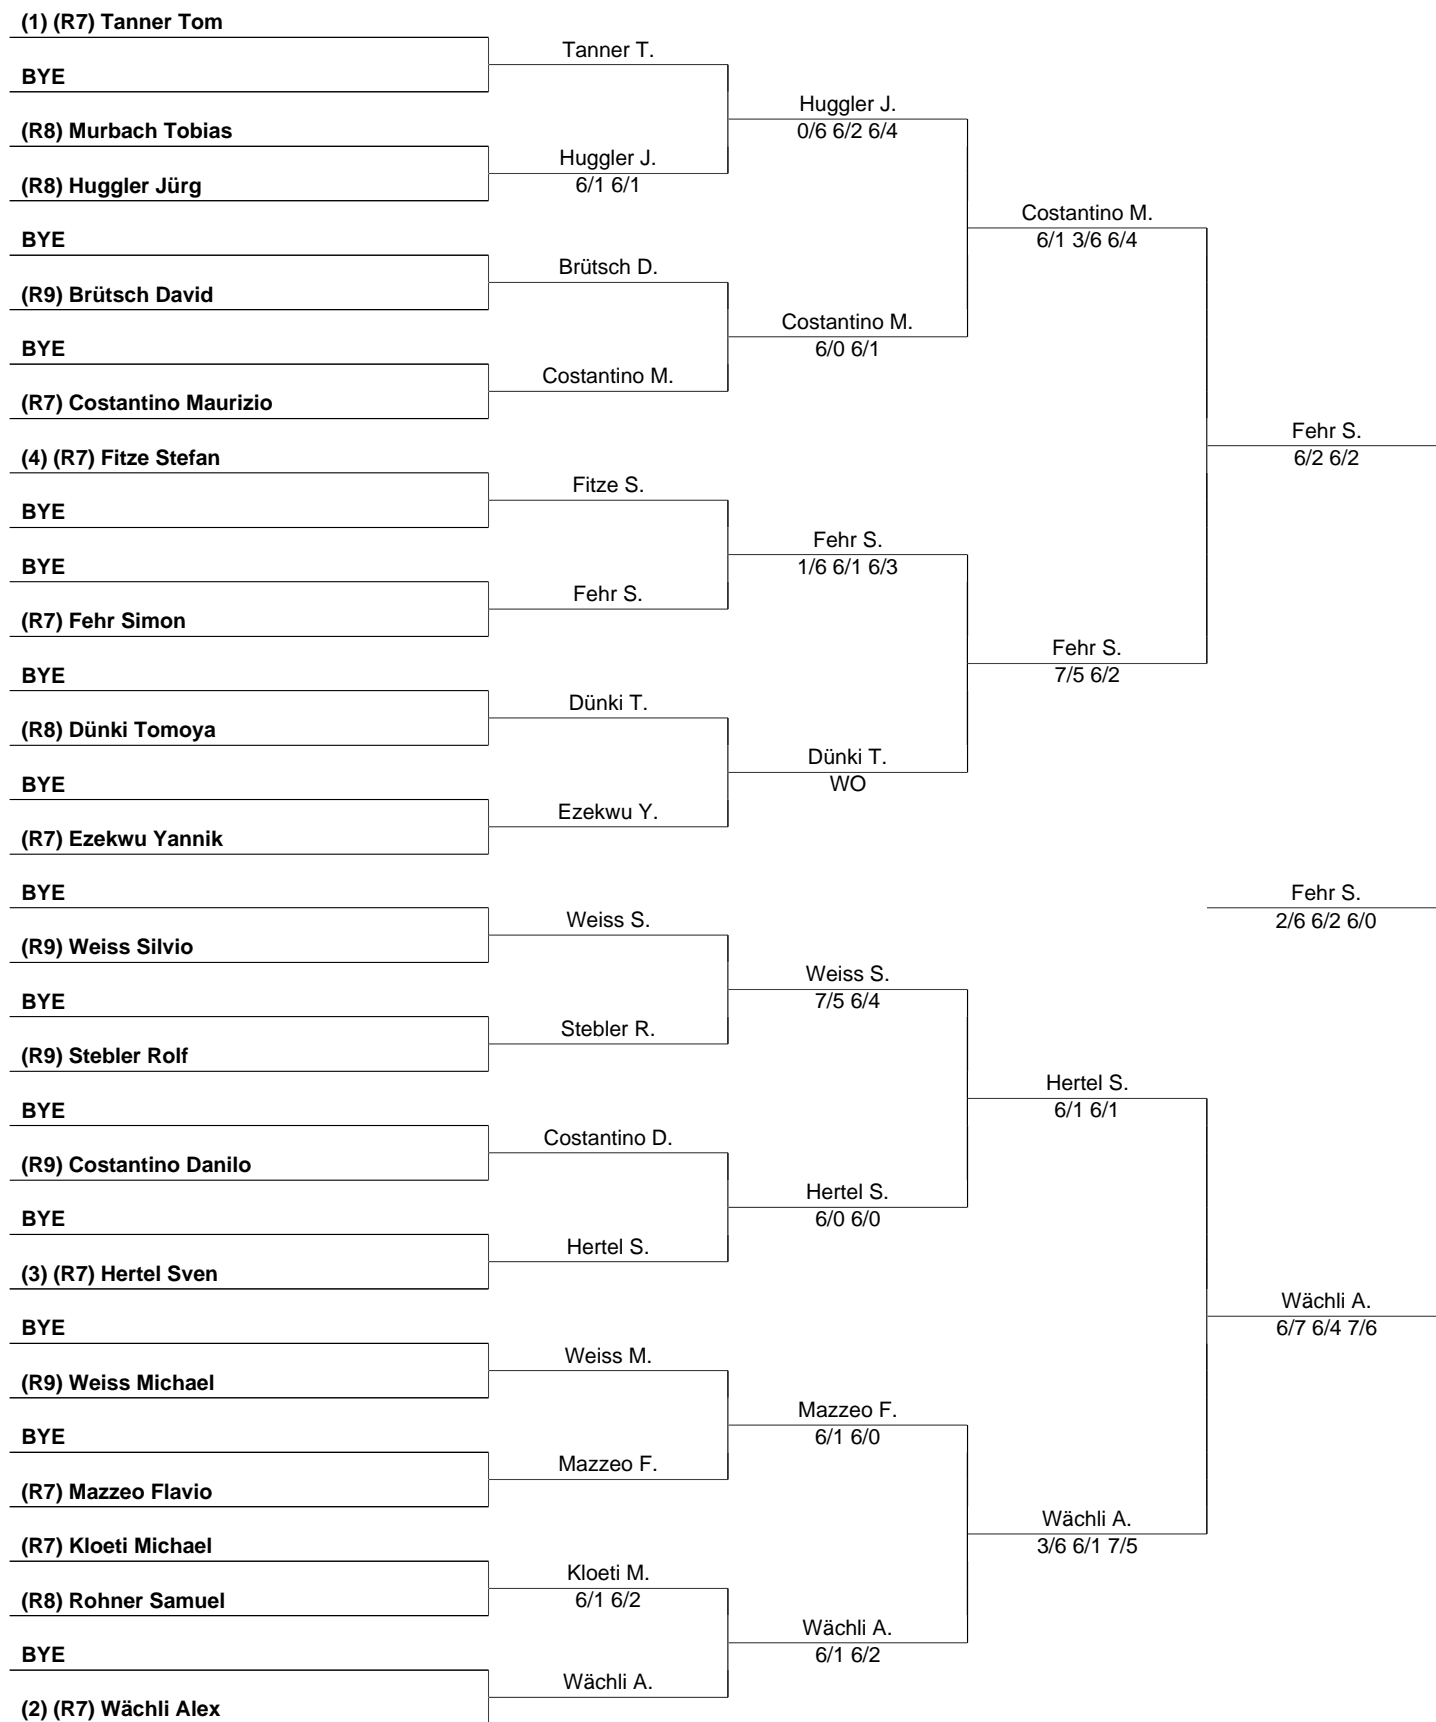 (1) (R7) Tanner Tom
BYE
(R8) Murbach Tobias
(R8) Huggler Jürg
BYE
(R9) Brütsch David
BYE
(R7) Costantino Maurizio
(4) (R7) Fitze Stefan
BYE
BYE
(R7) Fehr Simon
BYE
(R8) Dünki Tomoya
BYE
(R7) Ezekwu Yannik
BYE
(R9) Weiss Silvio
BYE
(R9) Stebler Rolf
BYE
(R9) Costantino Danilo
BYE
(3) (R7) Hertel Sven
BYE
(R9) Weiss Michael
BYE
(R7) Mazzeo Flavio
(R7) Kloeti Michael
(R8) Rohner Samuel
BYE
(2) (R7) Wächli Alex
Tanner T.
Huggler J.
6/1 6/1
Brütsch D.
Costantino M.
Fitze S.
Fehr S.
Dünki T.
Ezekwu Y.
Weiss S.
Stebler R.
Costantino D.
Hertel S.
Weiss M.
Mazzeo F.
Kloeti M.
6/1 6/2
Wächli A.
Huggler J.
0/6 6/2 6/4
Costantino M.
6/0 6/1
Fehr S.
1/6 6/1 6/3
Dünki T.
WO
Weiss S.
7/5 6/4
Hertel S.
6/0 6/0
Mazzeo F.
6/1 6/0
Wächli A.
6/1 6/2
Costantino M.
6/1 3/6 6/4
Fehr S.
7/5 6/2
Hertel S.
6/1 6/1
Wächli A.
3/6 6/1 7/5
Fehr S.
6/2 6/2
Fehr S.
2/6 6/2 6/0
Wächli A.
6/7 6/4 7/6